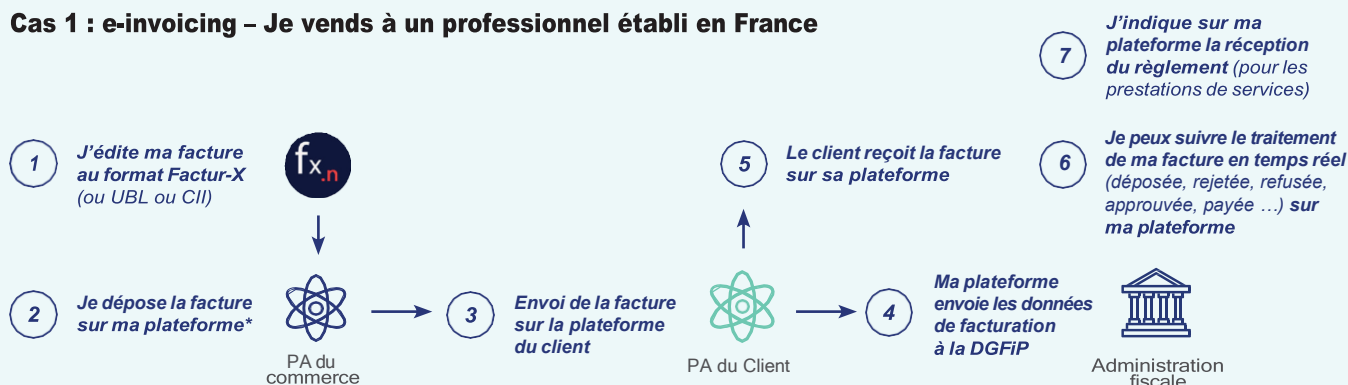 Cas 1 : e-invoicing – Je vends à un professionnel établi en France
1
J'édite ma facture
au format Factur-X
(ou UBL ou CII)
fx.n
2
Je dépose la facture
sur ma plateforme*
PA du
commerce
3
Envoi de la facture
sur la plateforme
du client
PA du Client
4
Ma plateforme
envoie les données
de facturation
à la DGFiP
Administration
fiscale
5
Le client reçoit la facture
sur sa plateforme
6
Je peux suivre le traitement
de ma facture en temps réel
(déposée, rejetée, refusée,
approuvée, payée …) sur
ma plateforme
7
J'indique sur ma
plateforme la réception
du règlement (pour les
prestations de services)